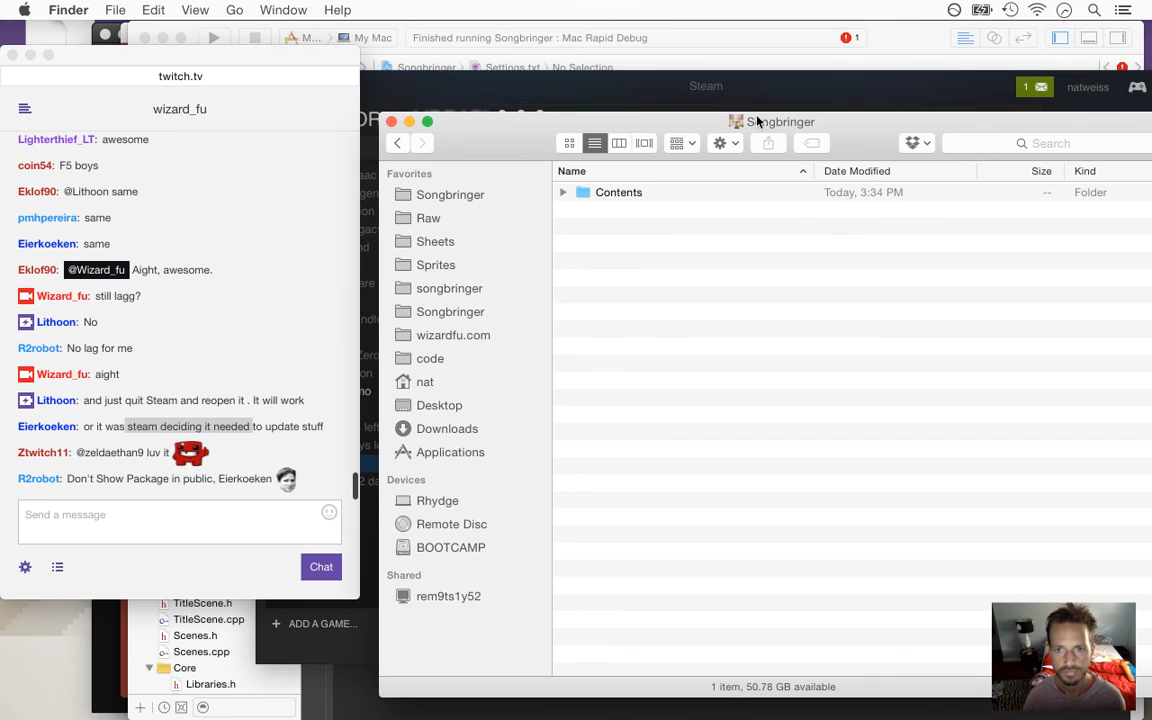 Finder File Edit View Go Window Help
M... My Mac
Finished running Songbringer : Mac Rapid Debug
1
Songbringer Settings.txt No Selection
twitch.tv
wizard_fu
Lighterthief_LT: awesome
coin54: F5 boys
Eklof90: @Lithoon same
pmhpereira: same
Eierkoeken: same
Eklof90: @Wizard_fu Aight, awesome.
Wizard_fu: still lagg?
Lithoon: No
R2robot: No lag for me
Wizard_fu: aight
Lithoon: and just quit Steam and reopen it . It will work
Eierkoeken: or it was steam deciding it needed to update stuff
Ztwitch11: @zeldaethan9 luv it
R2robot: Don't Show Package in public, Eierkoeken
Send a message
Chat
TitleScene.h
TitleScene.cpp
Scenes.h
Scenes.cpp
Core
Libraries.h
Steam
1
natweiss
+ ADD A GAME...
Songbringer
Search
Favorites
Songbringer
Raw
Sheets
Sprites
songbringer
Songbringer
wizardfu.com
code
nat
Desktop
Downloads
Applications
Devices
Rhydge
Remote Disc
BOOTCAMP
Shared
rem9ts1y52
Name Date Modified Size Kind
Contents Today, 3:34 PM -- Folder
1 item, 50.78 GB available